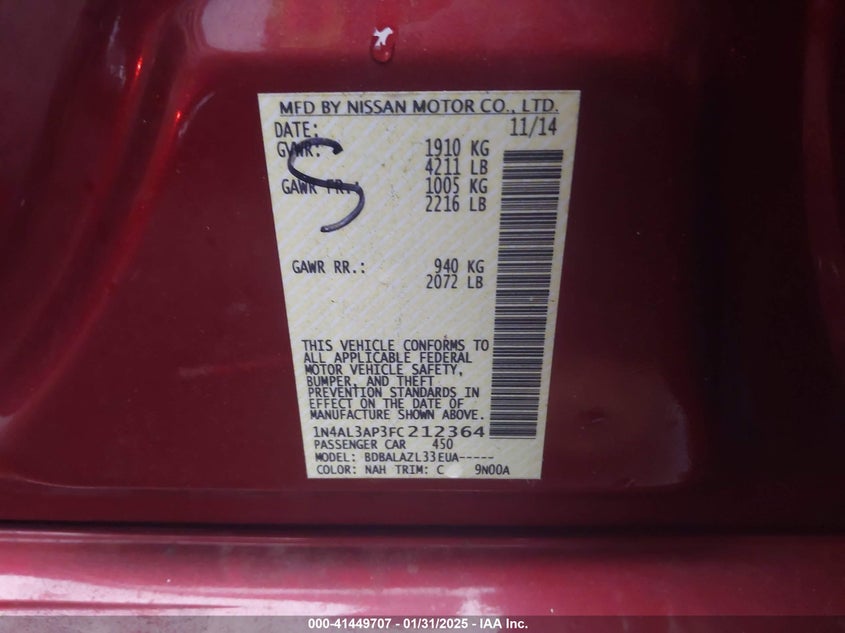 MFD BY NISSAN MOTOR CO., LTD.
DATE: 11/14
GVWR: 1910 KG
4211 LB
GAWR FR.: 1005 KG
2216 LB
S
GAWR RR.: 940 KG
2072 LB
THIS VEHICLE CONFORMS TO
ALL APPLICABLE FEDERAL
MOTOR VEHICLE SAFETY,
BUMPER, AND THEFT
PREVENTION STANDARDS IN
EFFECT ON THE DATE OF
MANUFACTURE SHOWN ABOVE.
1N4AL3AP3FC212364
PASSENGER CAR 450
MODEL: BDBALAZL33EUA-----
COLOR: NAH TRIM: C 9N00A
000-41449707 - 01/31/2025 - IAA Inc.